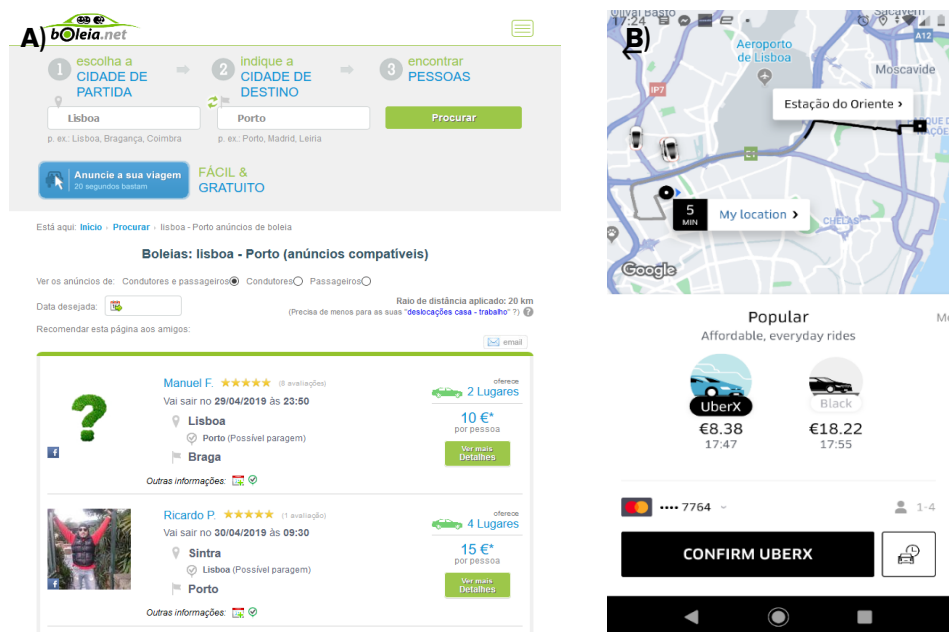 A)
boleia.net
1 escolha a CIDADE DE PARTIDA
2 indique a CIDADE DE DESTINO
3 encontrar PESSOAS
Lisboa
Porto
Procurar
p. ex.: Lisboa, Bragança, Coimbra
p. ex.: Porto, Madrid, Leiria
Anuncie a sua viagem
20 segundos bastam
FÁCIL &
GRATUITO
Está aqui: Início › Procurar › lisboa - Porto anúncios de boleia
Boleias: lisboa - Porto (anúncios compatíveis)
Ver os anúncios de: Condutores e passageiros Condutores Passageiros
Data desejada:
Raio de distância aplicado: 20 km
(Precisa de menos para as suas "deslocações casa - trabalho" ?) ?
Recomendar esta página aos amigos:
email
?
f
Manuel F. (8 avaliações)
Vai sair no 29/04/2019 às 23:50
Lisboa
Porto (Possível paragem)
Braga
Outras informações:
oferece
2 Lugares
10 €*
por pessoa
Ver mais
Detalhes
f
Ricardo P. (1 avaliação)
Vai sair no 30/04/2019 às 09:30
Sintra
Lisboa (Possível paragem)
Porto
Outras informações:
oferece
4 Lugares
15 €*
por pessoa
Ver mais
Detalhes
B)
17:24
Olival Basto
Sacavém
A12
Aeroporto
de Lisboa
Moscavide
IP7
Estação do Oriente ›
E1
5
MIN
My location ›
CHELAS
Google
Popular
Affordable, everyday rides
UberX
€8.38
17:47
Black
€18.22
17:55
•••• 7764
1-4
CONFIRM UBERX